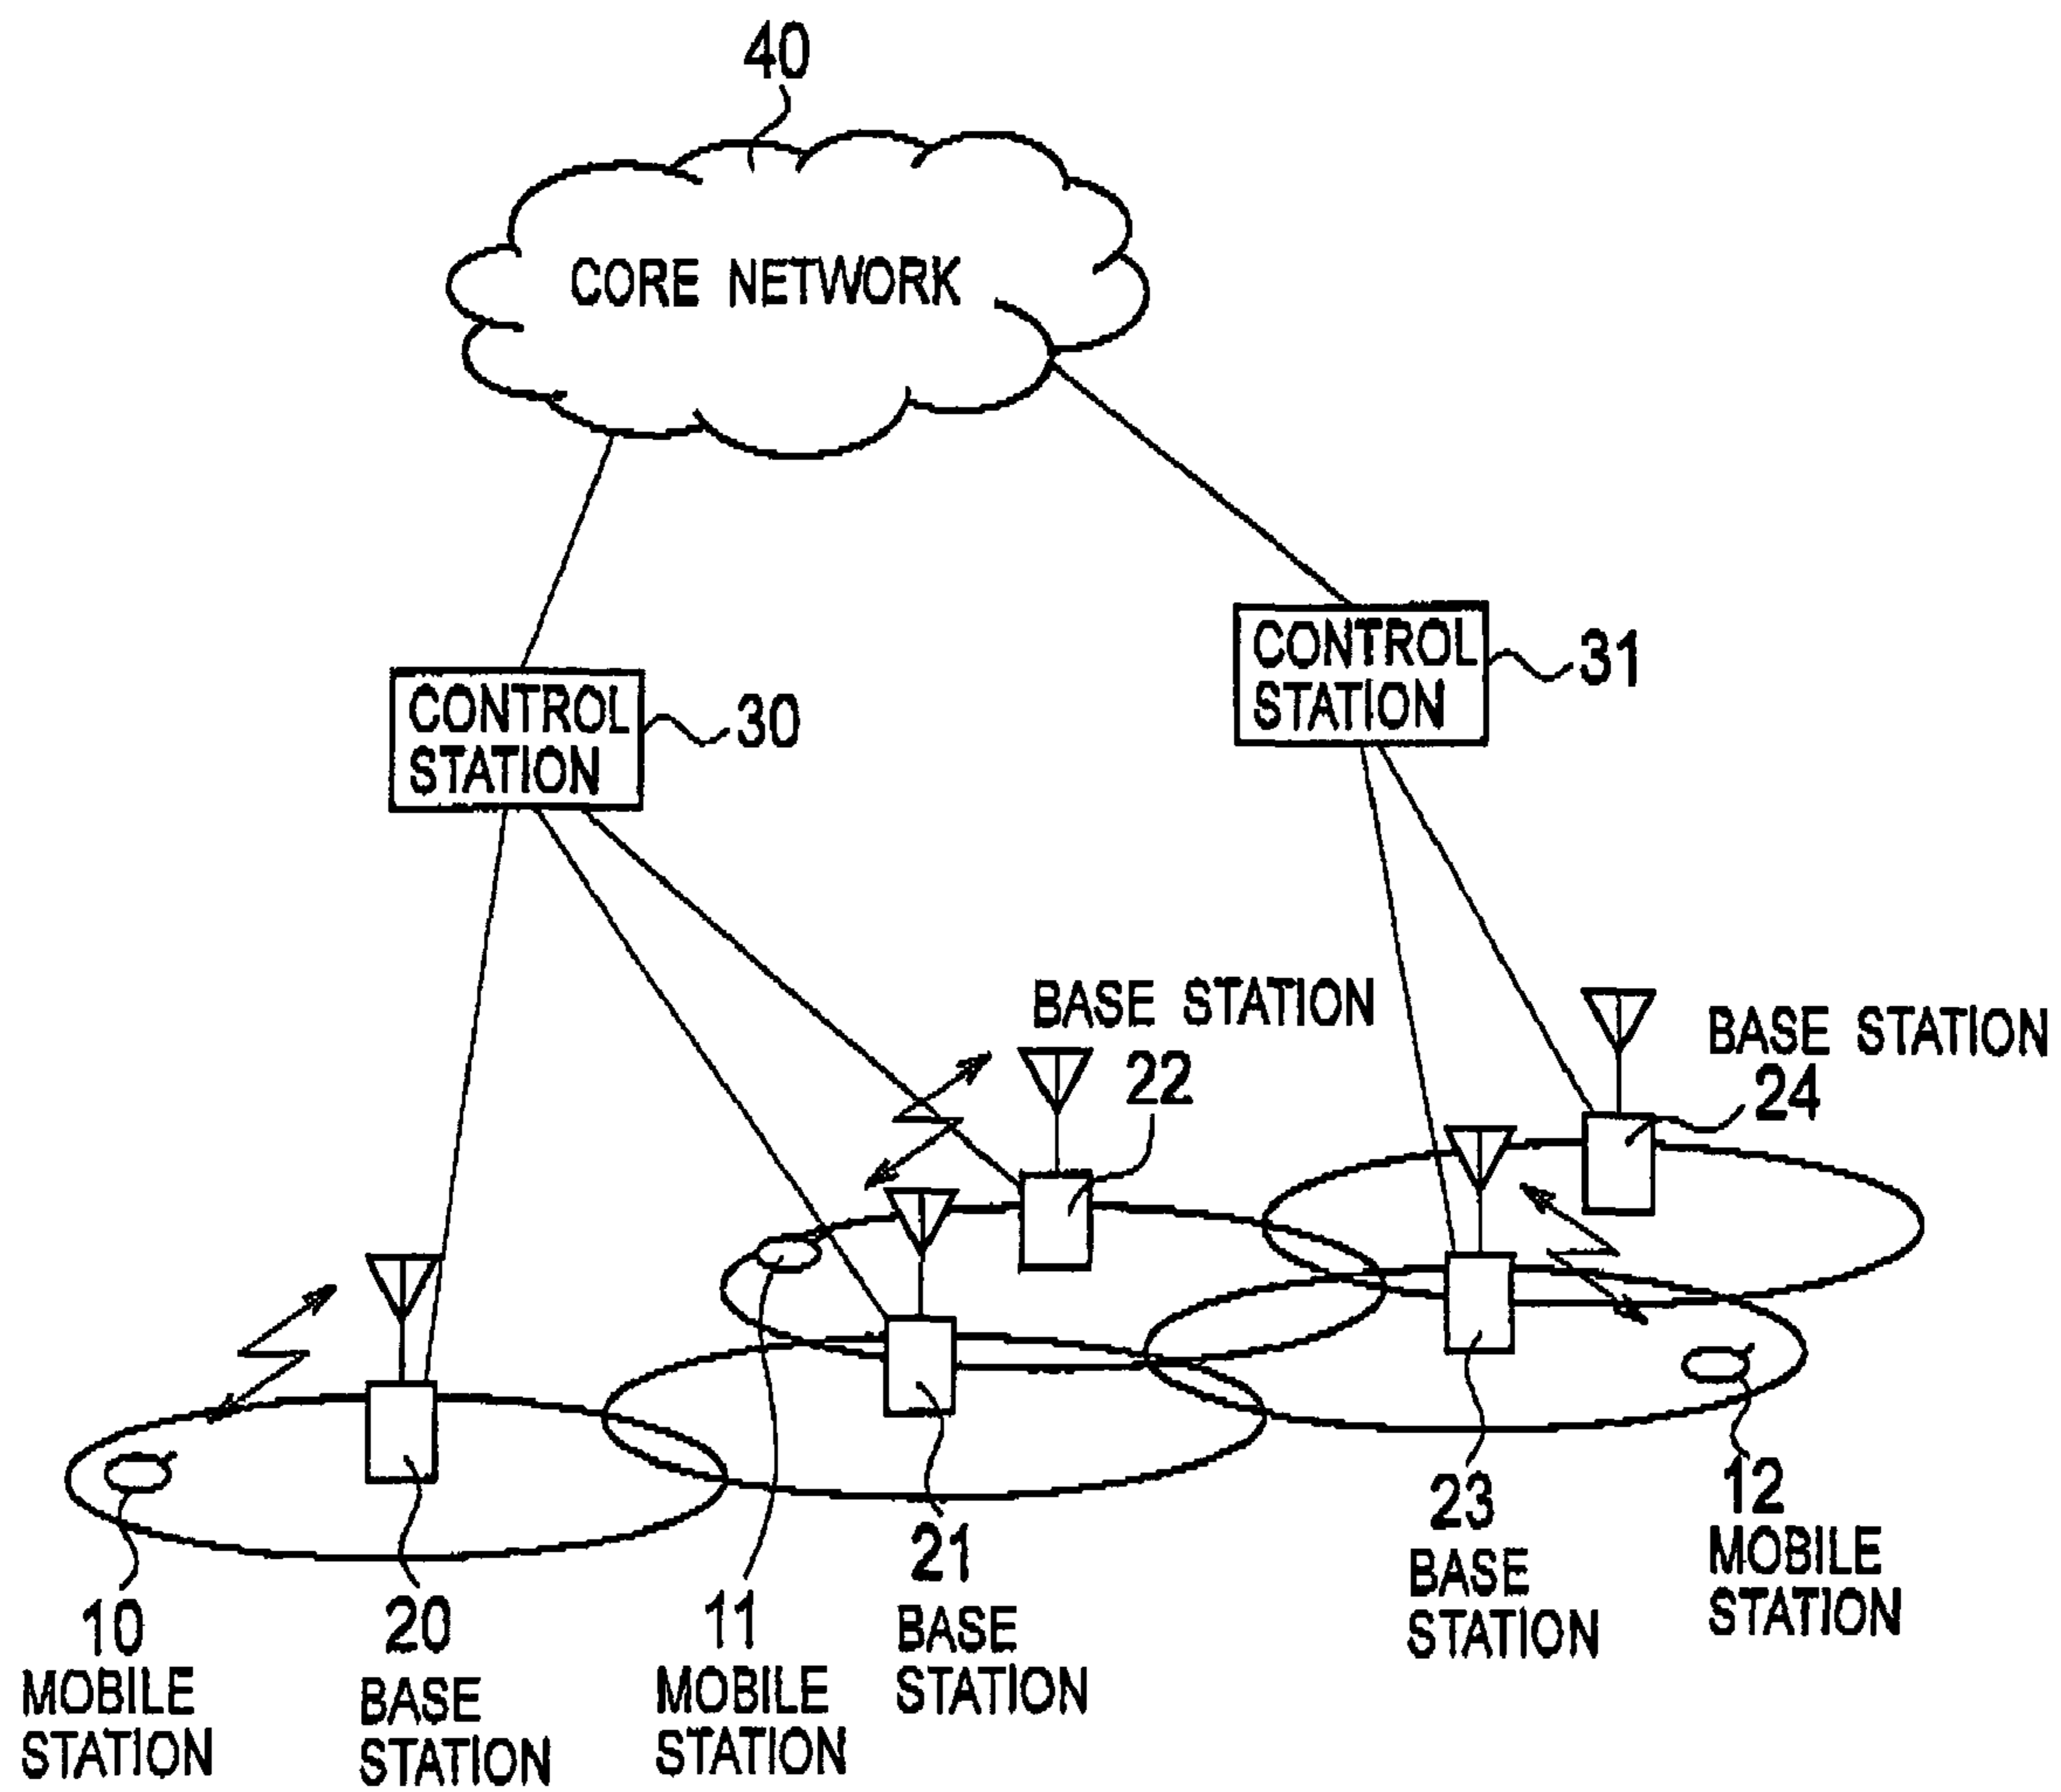 40
CORE NETWORK
CONTROL
STATION
31
CONTROL
STATION
30
BASE STATION
22
BASE STATION
24
10
MOBILE
STATION
20
BASE
STATION
11
MOBILE
STATION
21
BASE
STATION
23
BASE
STATION
12
MOBILE
STATION